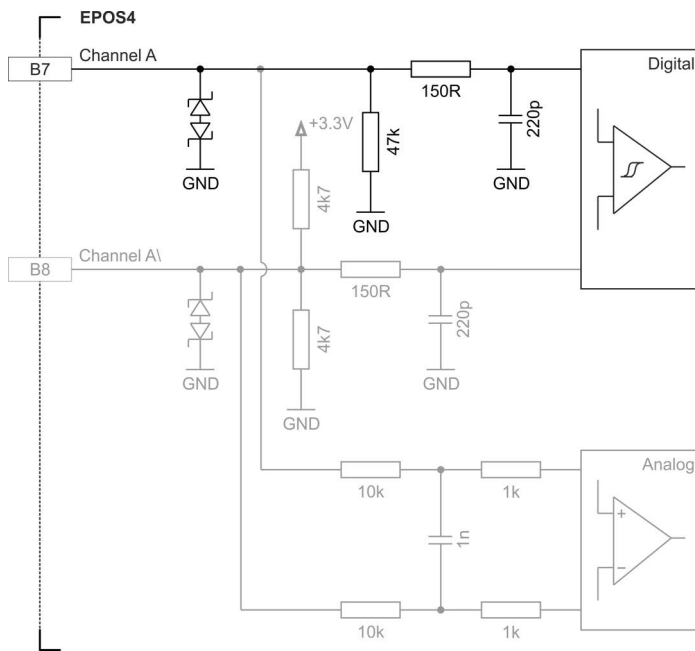 EPOS4
Channel A
B7
Digital
150R
220p
+3.3V
47k
GND
GND
4k7
GND
Channel A\
B8
150R
4k7
220p
GND
GND
GND
Analog
10k
1k
+
1n
−
10k
1k